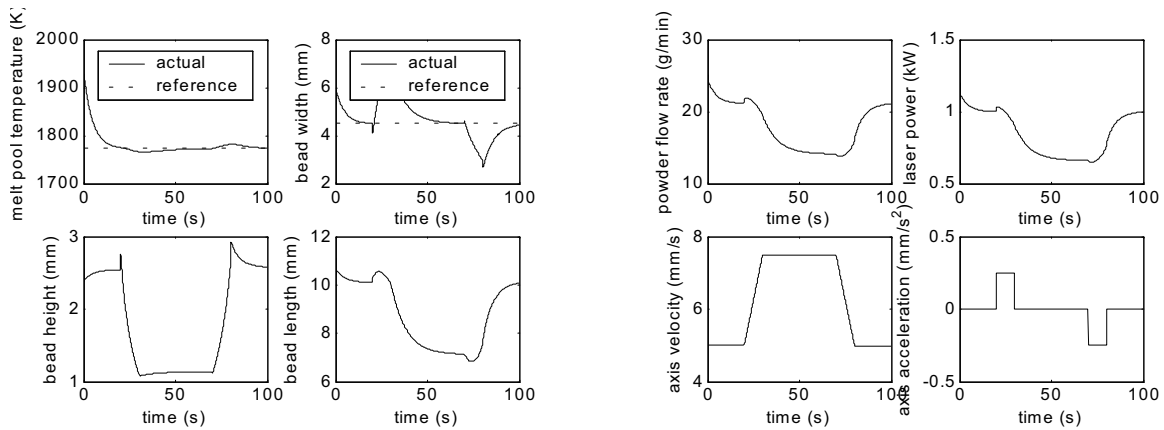 melt pool temperature (K)
2000
1900
1800
1700
0
50
100
time (s)
actual
reference
bead width (mm)
8
6
4
2
0
50
100
time (s)
actual
reference
powder flow rate (g/min)
30
20
10
0
50
100
time (s)
laser power (kW)
1.5
1
0.5
0
50
100
time (s)
bead height (mm)
3
2
1
0
50
100
time (s)
bead length (mm)
12
10
8
6
0
50
100
time (s)
axis velocity (mm/s)
8
6
4
0
50
100
time (s)
axis acceleration (mm/s²)
0.5
0
-0.5
0
50
100
time (s)